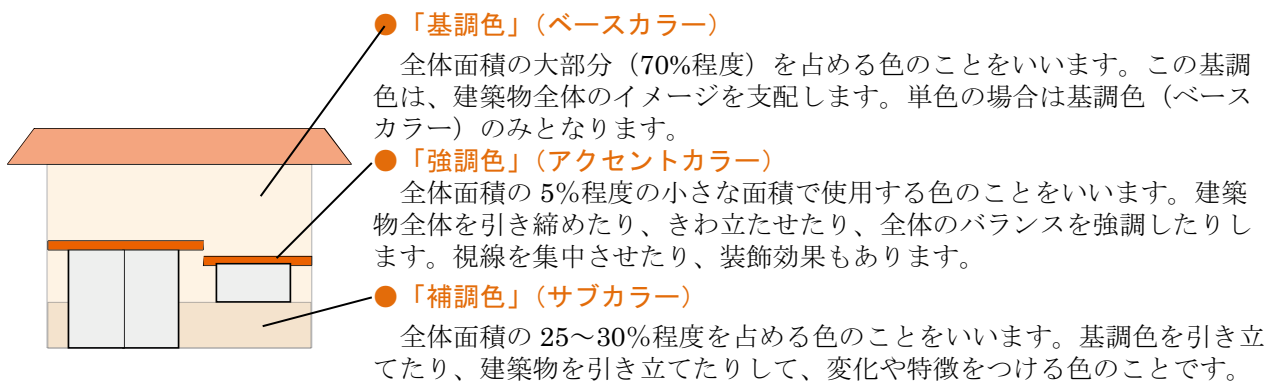 ●「基調色」(ベースカラー)
全体面積の大部分(70%程度)を占める色のことをいいます。この基調
色は、建築物全体のイメージを支配します。単色の場合は基調色(ベース
カラー)のみとなります。
●「強調色」(アクセントカラー)
全体面積の 5%程度の小さな面積で使用する色のことをいいます。建築
物全体を引き締めたり、きわ立たせたり、全体のバランスを強調したりし
ます。視線を集中させたり、装飾効果もあります。
●「補調色」(サブカラー)
全体面積の 25~30%程度を占める色のことをいいます。基調色を引き立
てたり、建築物を引き立てたりして、変化や特徴をつける色のことです。